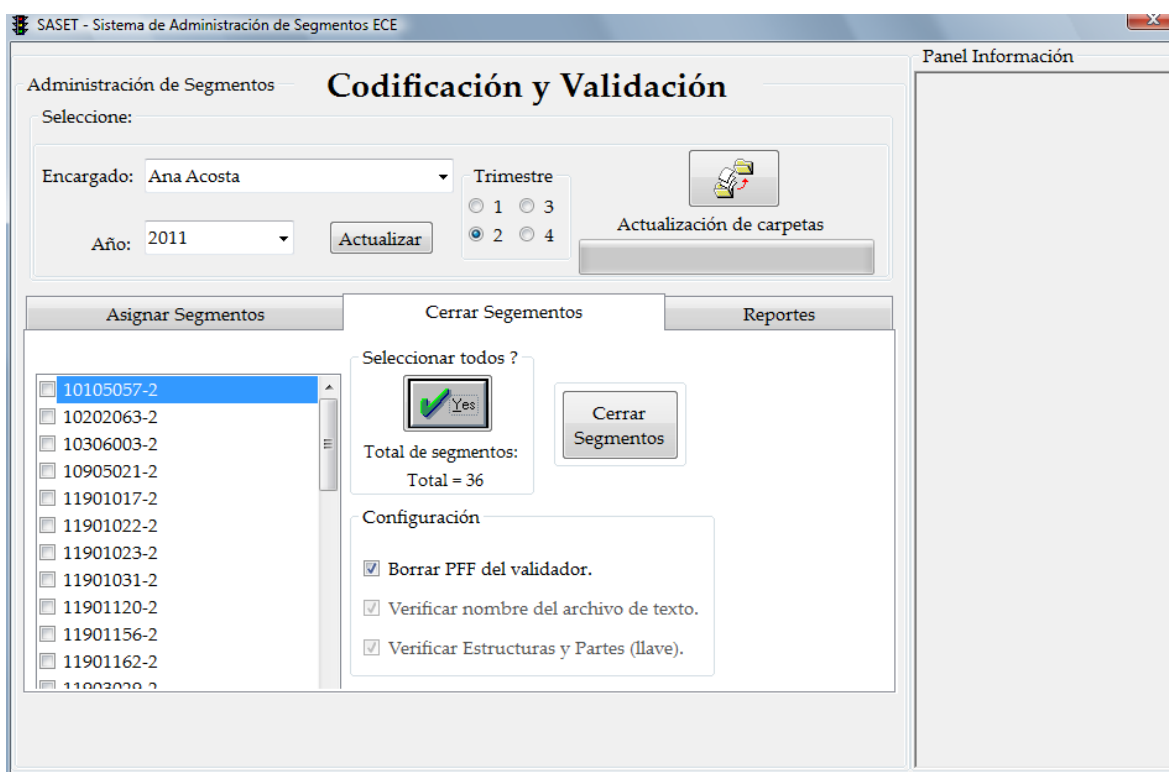 SASET - Sistema de Administración de Segmentos ECE
x
Panel Información
Administración de Segmentos
Codificación y Validación
Seleccione:
Encargado: Ana Acosta
Trimestre
1 3
2 4
Año: 2011
Actualizar
Actualización de carpetas
Asignar Segmentos
Cerrar Segementos
Reportes
10105057-2
10202063-2
10306003-2
10905021-2
11901017-2
11901022-2
11901023-2
11901031-2
11901120-2
11901156-2
11901162-2
11903029-2
Seleccionar todos ?
Yes
Total de segmentos:
Total = 36
Cerrar
Segmentos
Configuración
Borrar PFF del validador.
Verificar nombre del archivo de texto.
Verificar Estructuras y Partes (llave).